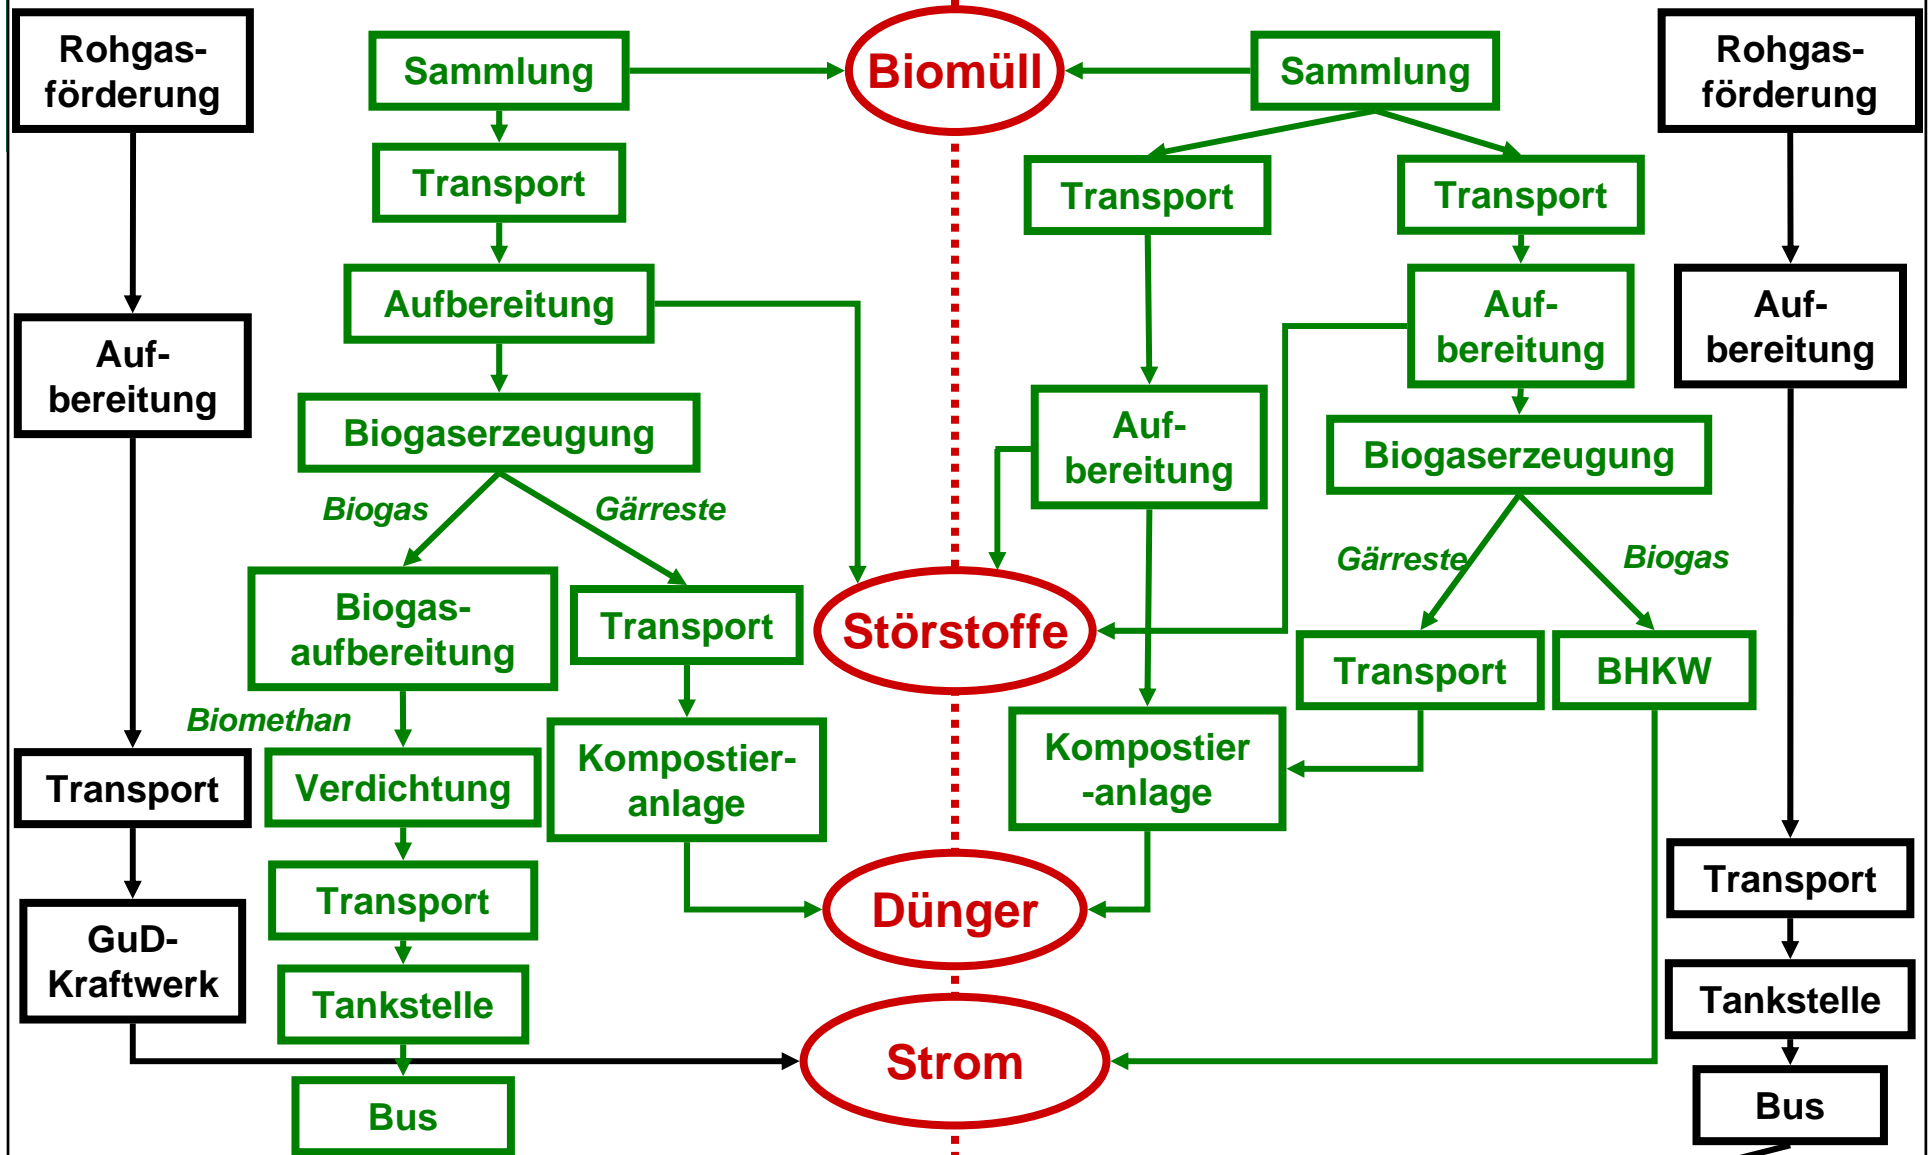 Rohgas-
förderung
Auf-
bereitung
Transport
GuD-
Kraftwerk
Sammlung
Transport
Aufbereitung
Biogaserzeugung
Biogas
Gärreste
Biogas-
aufbereitung
Biomethan
Verdichtung
Transport
Tankstelle
Bus
Transport
Kompostier-
anlage
Biomüll
Störstoffe
Dünger
Strom
Sammlung
Transport
Auf-
bereitung
Kompostier
-anlage
Transport
Auf-
bereitung
Biogaserzeugung
Gärreste
Biogas
Transport
BHKW
Rohgas-
förderung
Auf-
bereitung
Transport
Tankstelle
Bus